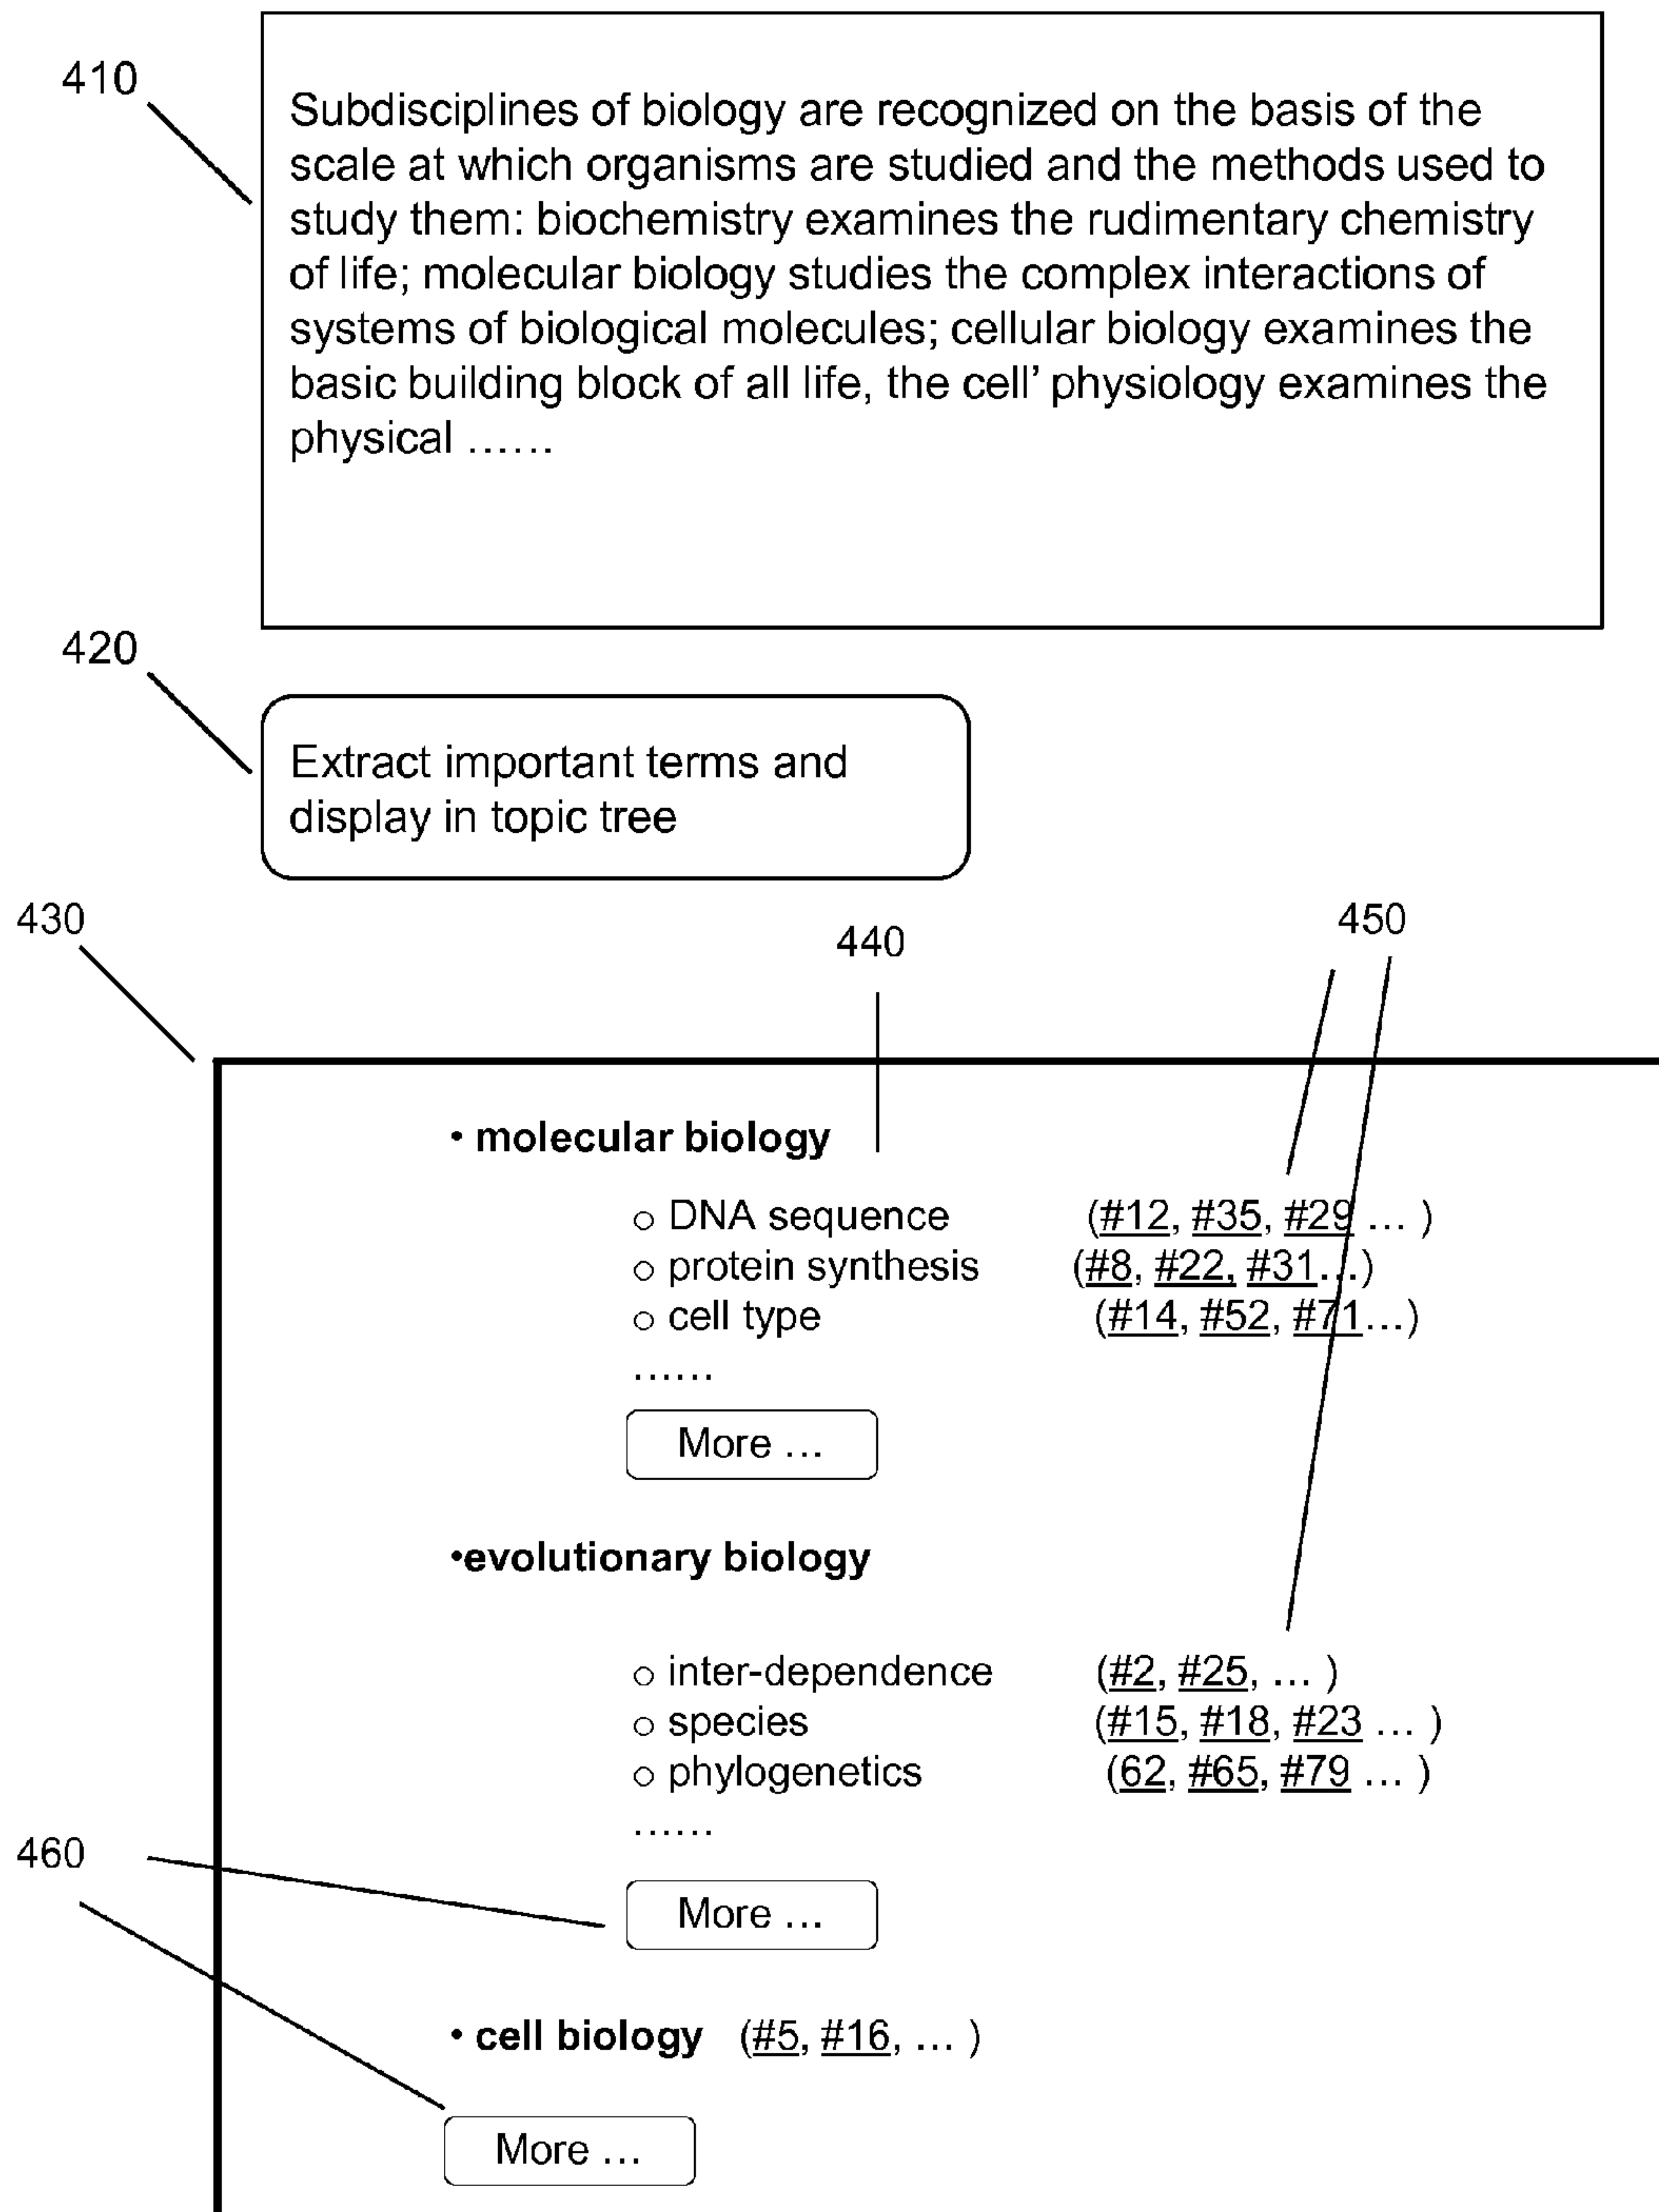 410
Subdisciplines of biology are recognized on the basis of the
scale at which organisms are studied and the methods used to
study them: biochemistry examines the rudimentary chemistry
of life; molecular biology studies the complex interactions of
systems of biological molecules; cellular biology examines the
basic building block of all life, the cell’ physiology examines the
physical ......
420
Extract important terms and
display in topic tree
430
440
450
• molecular biology
○ DNA sequence (#12, #35, #29 ... )
○ protein synthesis (#8, #22, #31...)
○ cell type (#14, #52, #71...)
......
More ...
•evolutionary biology
○ inter-dependence (#2, #25, ... )
○ species (#15, #18, #23 ... )
○ phylogenetics (62, #65, #79 ... )
......
460
More ...
• cell biology (#5, #16, ... )
More ...